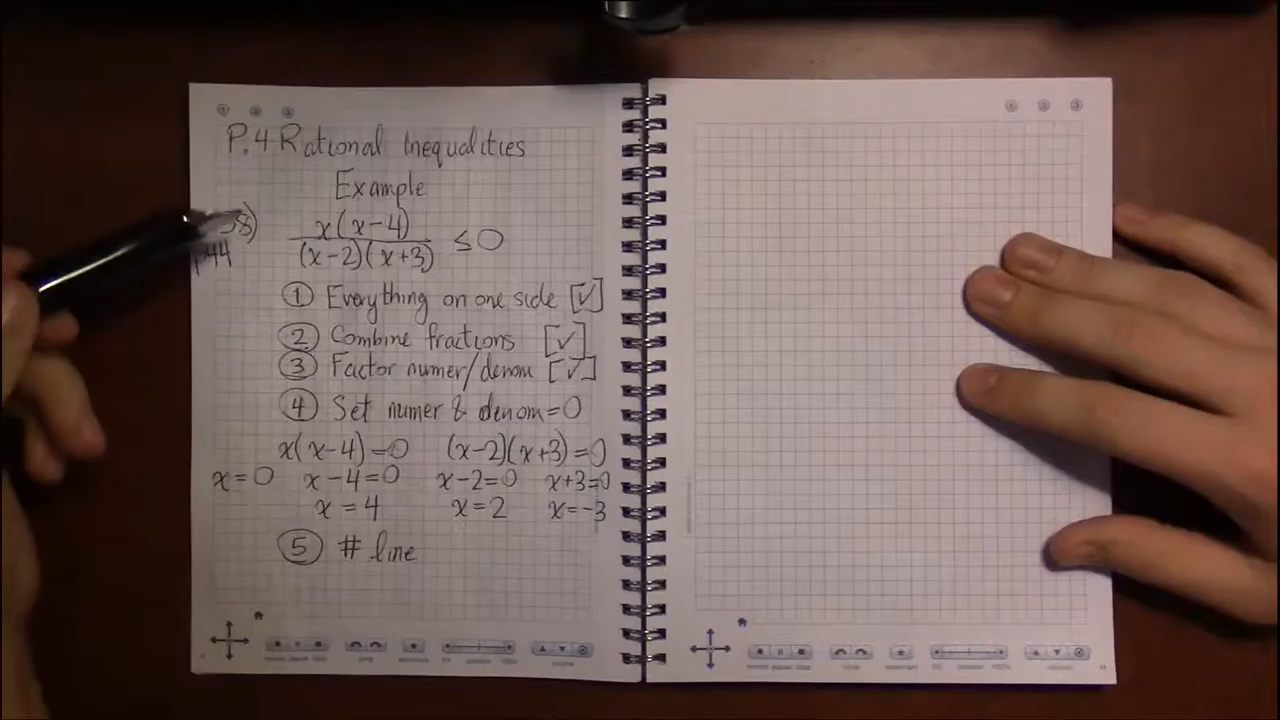 P.4 Rational Inequalities
Example
x(x-4)
(x-2)(x+3) ≤0
44
① Everything on one side [✓]
② Combine fractions [✓]
③ Factor numer/denom [✓]
④ Set numer & denom=0
x(x-4)=0 (x-2)(x+3)=0
x=0 x-4=0 x-2=0 x+3=0
x=4 x=2 x=-3
⑤ # line